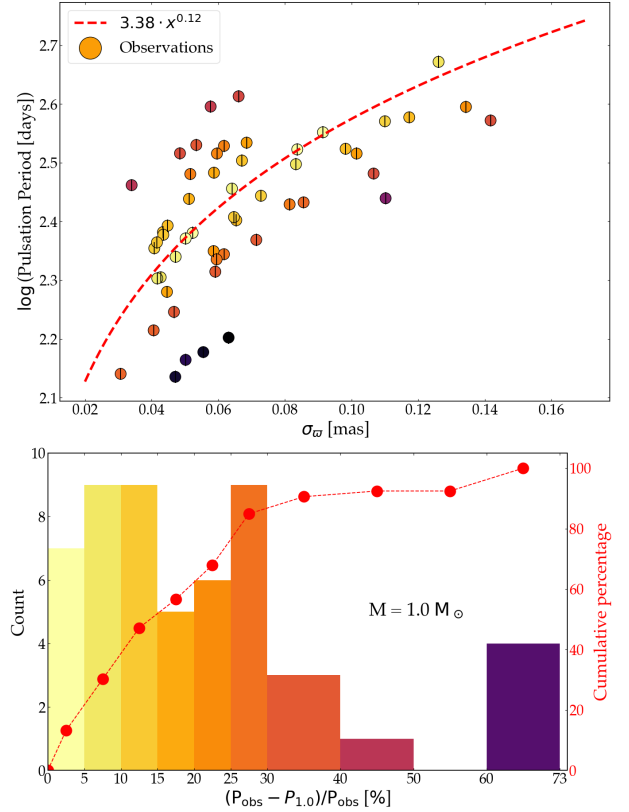 3.38 · x^0.12
Observations
log(Pulsation Period [days])
2.7
2.6
2.5
2.4
2.3
2.2
2.1
0.02 0.04 0.06 0.08 0.10 0.12 0.14 0.16
σ_ϖ [mas]
Count
10
8
6
4
2
0
M = 1.0 M_⊙
100
80
60
40
20
0
Cumulative percentage
0 5 10 15 20 25 30 40 50 60 73
(P_obs − P_1.0)/P_obs [%]